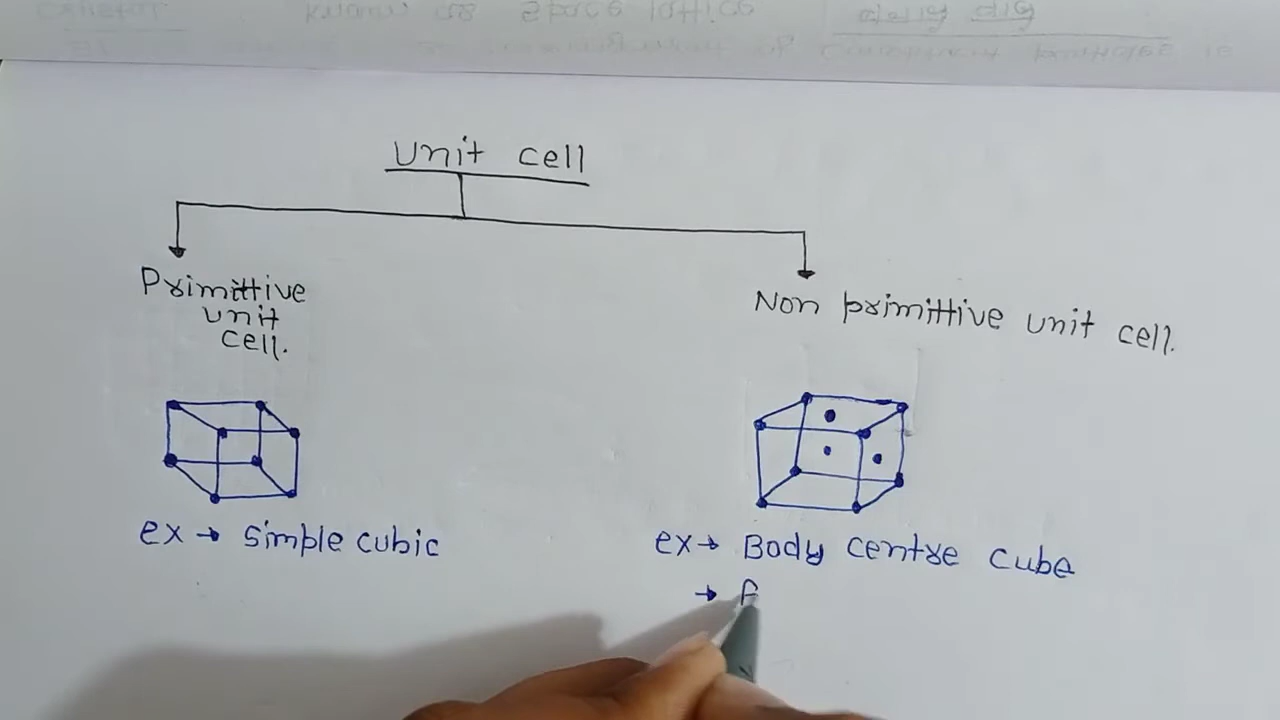 Unit cell
Primittive
unit
cell.
Non primittive unit cell.
ex → Simple cubic
ex → Body centre cube
→